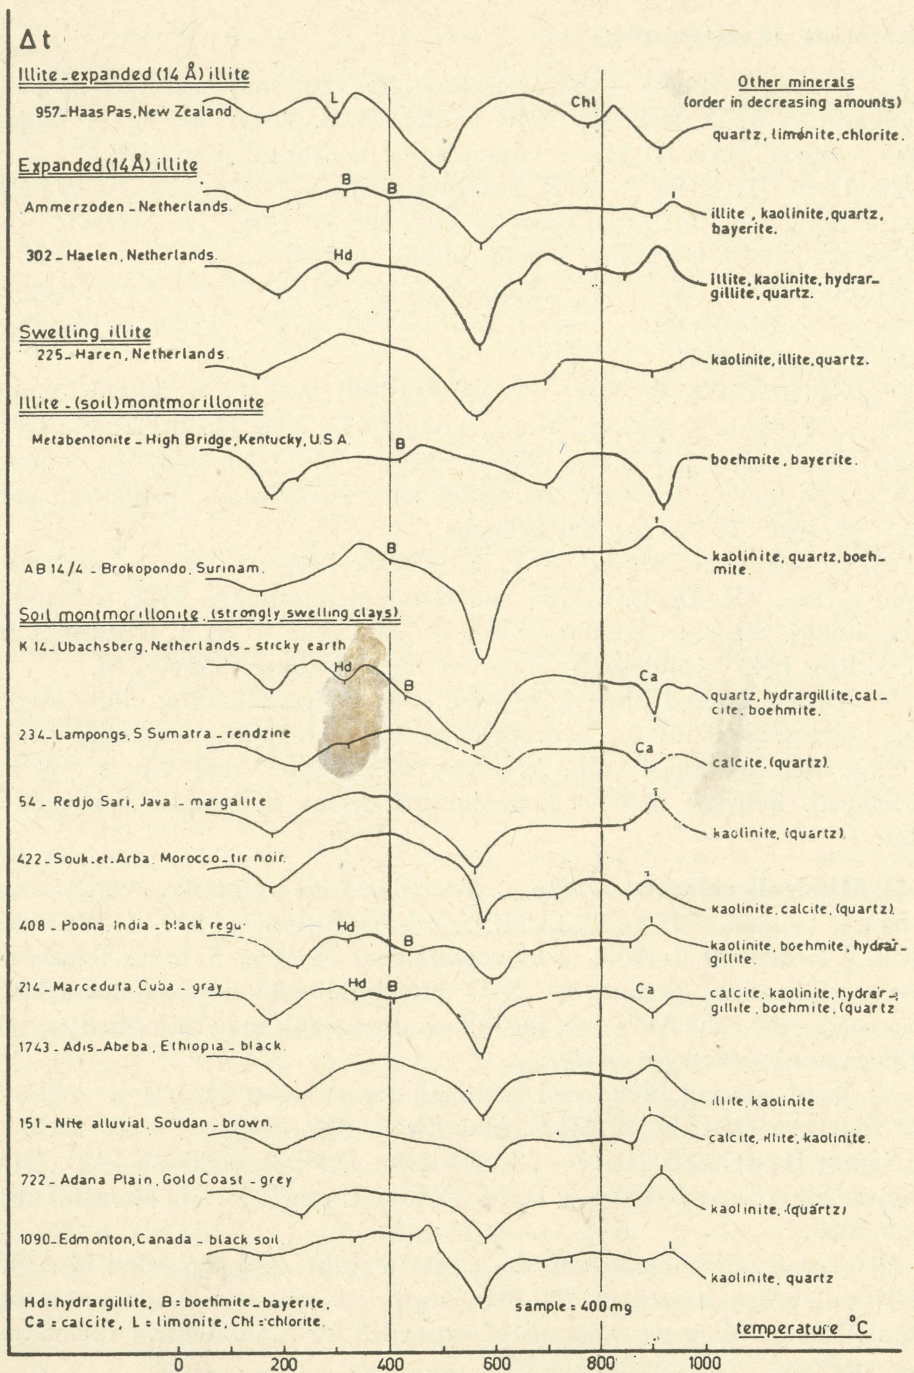 Δt
Illite - expanded (14 Å) illite
957 - Haas Pas, New Zealand.
L
Chl
Other minerals
(order in decreasing amounts)
quartz, limonite, chlorite.
Expanded (14 Å) illite
Ammerzoden - Netherlands.
B
B
illite, kaolinite, quartz,
bayerite.
302 - Haelen, Netherlands.
Hd
illite, kaolinite, hydrar-
gillite, quartz.
Swelling illite
225 - Haren, Netherlands.
kaolinite, illite, quartz.
Illite - (soil) montmorillonite
Metabentonite - High Bridge, Kentucky, U.S A.
B
boehmite, bayerite.
AB 14/4 - Brokopondo, Surinam.
B
kaolinite, quartz, boeh-
mite.
Soil montmorillonite, (strongly swelling clays).
K 14 - Ubachsberg, Netherlands - sticky earth
Hd
B
Ca
quartz, hydrargillite, cal-
cite, boehmite.
234 - Lampongs, S Sumatra - rendzine
Ca
calcite, (quartz).
54 - Redjo Sari, Java - margalite
kaolinite, (quartz).
422 - Souk-et-Arba, Morocco - tir noir.
kaolinite, calcite, (quartz).
408 - Poona India - black regu.
Hd
B
kaolinite, boehmite, hydrar-
gillite.
214 - Marceduta, Cuba - gray
Hd
B
Ca
calcite, kaolinite, hydrar-
gillite, boehmite, (quartz
1743 - Adis-Abeba, Ethiopia - black.
illite, kaolinite
151 - Nile alluvial, Soudan - brown.
calcite, illite, kaolinite.
722 - Adana Plain, Gold Coast - grey
kaolinite, (quartz)
1090 - Edmonton, Canada - black soil
kaolinite, quartz
Hd = hydrargillite, B = boehmite - bayerite,
Ca = calcite, L = limonite, Chl = chlorite.
sample = 400 mg
temperature °C
0 200 400 600 800 1000